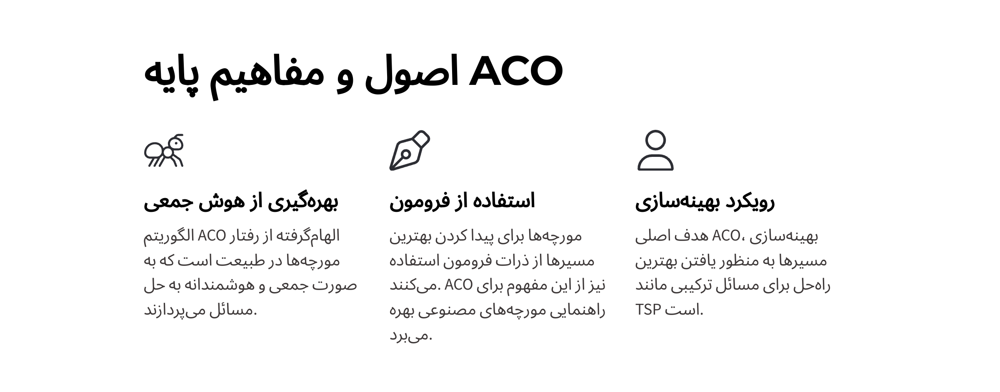 اصول و مفاهیم پایه ACO
بهره‌گیری از هوش جمعی
الگوریتم ACO الهام‌گرفته از رفتار
مورچه‌ها در طبیعت است که به
صورت جمعی و هوشمندانه به حل
مسائل می‌پردازند.
استفاده از فرومون
مورچه‌ها برای پیدا کردن بهترین
مسیرها از ذرات فرومون استفاده
می‌کنند. ACO نیز از این مفهوم برای
راهنمایی مورچه‌های مصنوعی بهره
می‌برد.
رویکرد بهینه‌سازی
هدف اصلی ACO، بهینه‌سازی
مسیرها به منظور یافتن بهترین
راه‌حل برای مسائل ترکیبی مانند
TSP است.